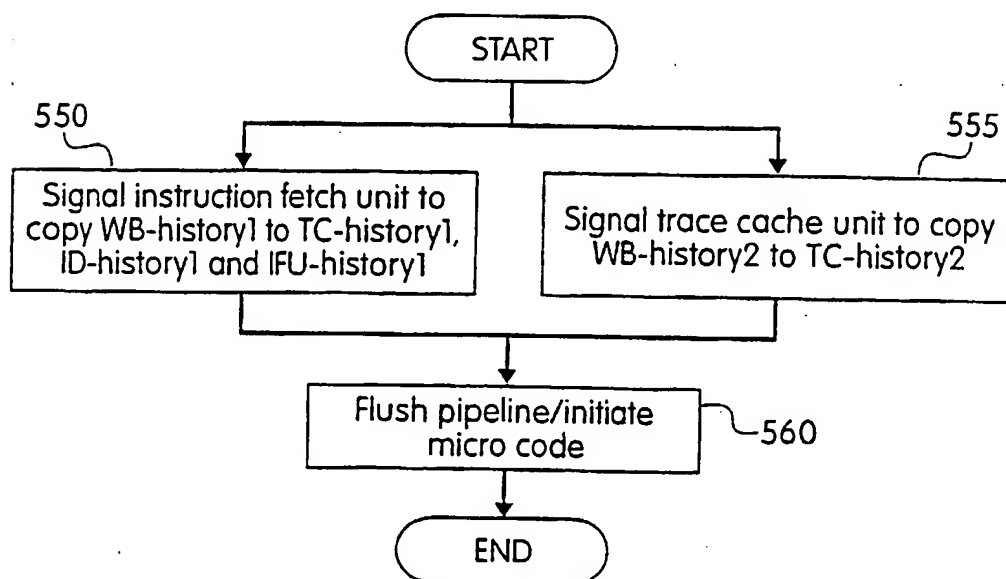 START
550
555
Signal instruction fetch unit to
copy WB-history1 to TC-history1,
ID-history1 and IFU-history1
Signal trace cache unit to copy
WB-history2 to TC-history2
Flush pipeline/initiate
micro code
560
END